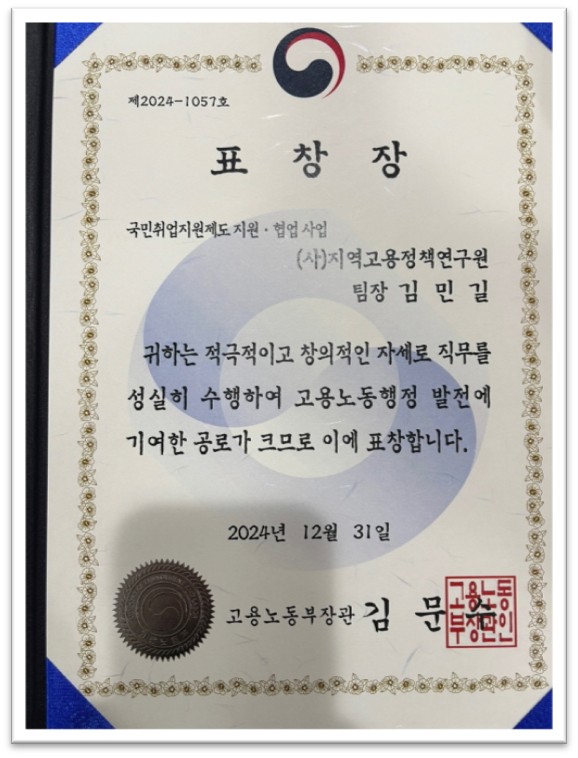 제2024-1057호
표 창 장
국민취업지원제도 지원·협업 사업
(사)지역고용정책연구원
팀장 김 민 길
귀하는 적극적이고 창의적인 자세로 직무를
성실히 수행하여 고용노동행정 발전에
기여한 공로가 크므로 이에 표창합니다.
2024년 12월 31일
고용노동부장관 김 문 수
고용노동
부장관인